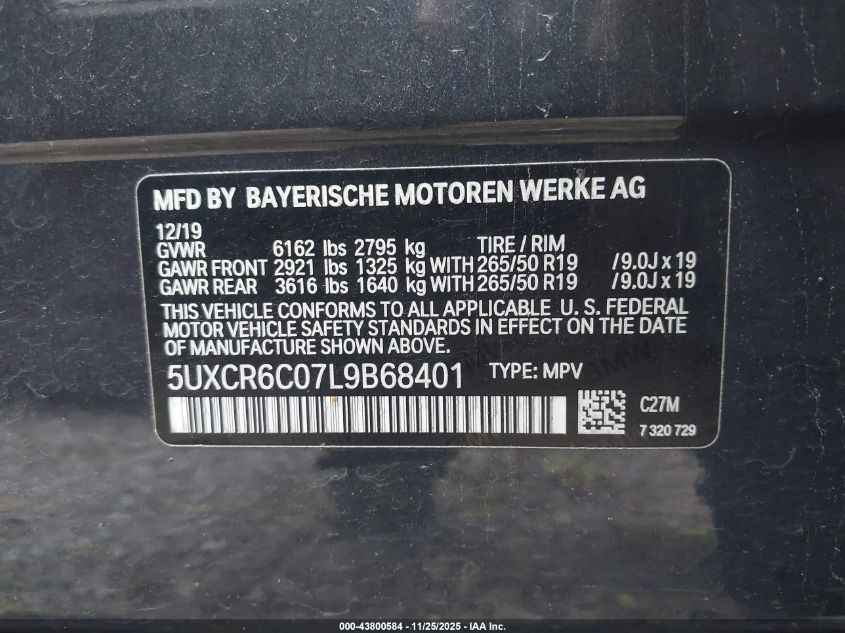 MFD BY BAYERISCHE MOTOREN WERKE AG
12/19
GVWR 6162 lbs 2795 kg TIRE / RIM
GAWR FRONT 2921 lbs 1325 kg WITH 265/50 R19 /9.0J x 19
GAWR REAR 3616 lbs 1640 kg WITH 265/50 R19 /9.0J x 19
THIS VEHICLE CONFORMS TO ALL APPLICABLE U. S. FEDERAL
MOTOR VEHICLE SAFETY STANDARDS IN EFFECT ON THE DATE
OF MANUFACTURE SHOWN ABOVE.
5UXCR6C07L9B68401 TYPE: MPV
C27M
7 320 729
000-43800584 - 11/25/2025 - IAA Inc.